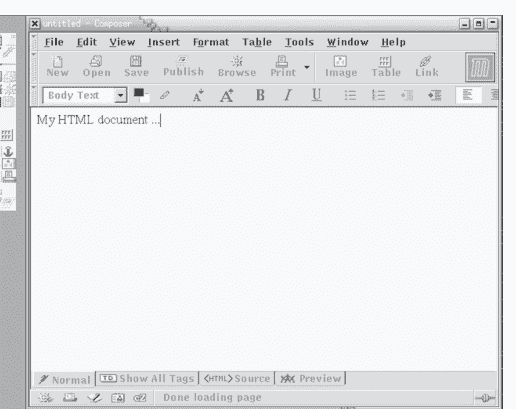 untitled - Composer
File Edit View Insert Format Table Tools Window Help
New Open Save Publish Browse Print Image Table Link
Body Text A A B I U
My HTML document ...
Normal TD Show All Tags <HTML> Source Preview
Done loading page